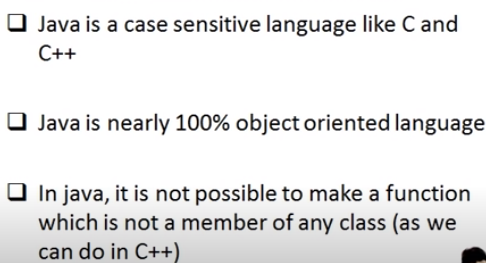 Java is a case sensitive language like C and
C++
Java is nearly 100% object oriented language
In java, it is not possible to make a function
which is not a member of any class (as we
can do in C++)